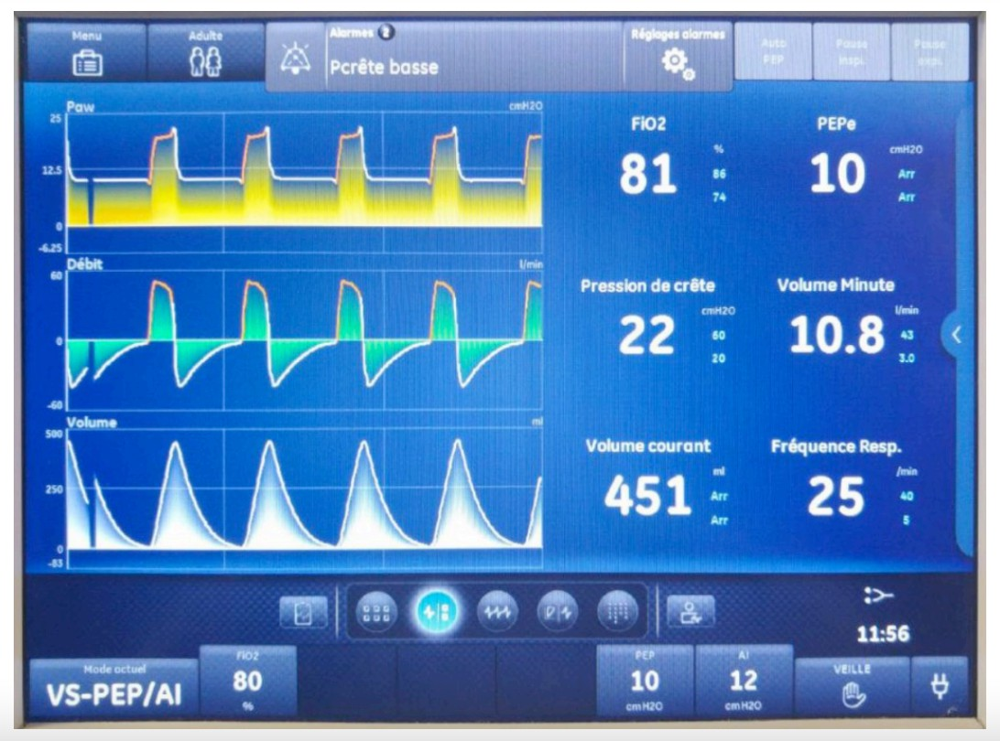 Menu
Adulte
Alarmes 2
Pcrête basse
Réglages alarmes
Auto
PEP
Pause
inspi.
Pause
expi.
Paw
cmH2O
25
12.5
0
-6.25
Débit
l/min
60
0
-60
Volume
ml
500
250
0
-83
FiO2
%
81
86
74
PEPe
cmH2O
10
Arr
Arr
Pression de crête
cmH2O
22
60
20
Volume Minute
l/min
10.8
43
3.0
Volume courant
ml
451
Arr
Arr
Fréquence Resp.
/min
25
40
5
11:56
Mode actuel
VS-PEP/AI
FiO2
80
%
PEP
10
cmH2O
AI
12
cmH2O
VEILLE